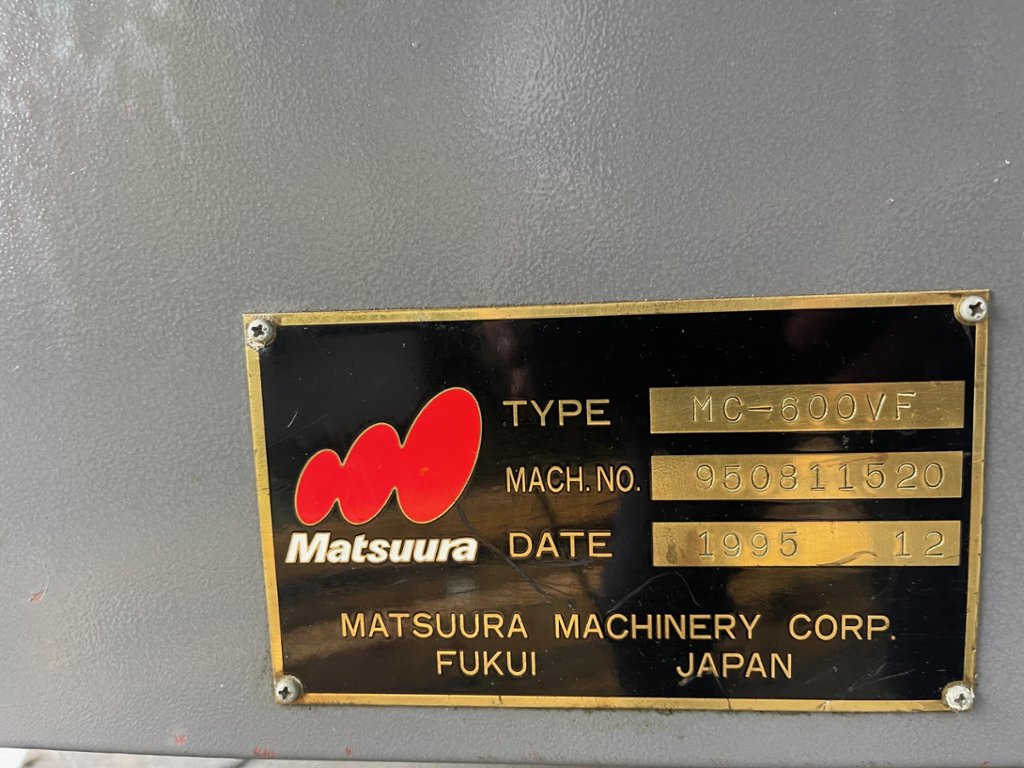 TYPE MC-600VF
MACH. NO. 950811520
Matsuura DATE 1995 12
MATSUURA MACHINERY CORP.
FUKUI JAPAN